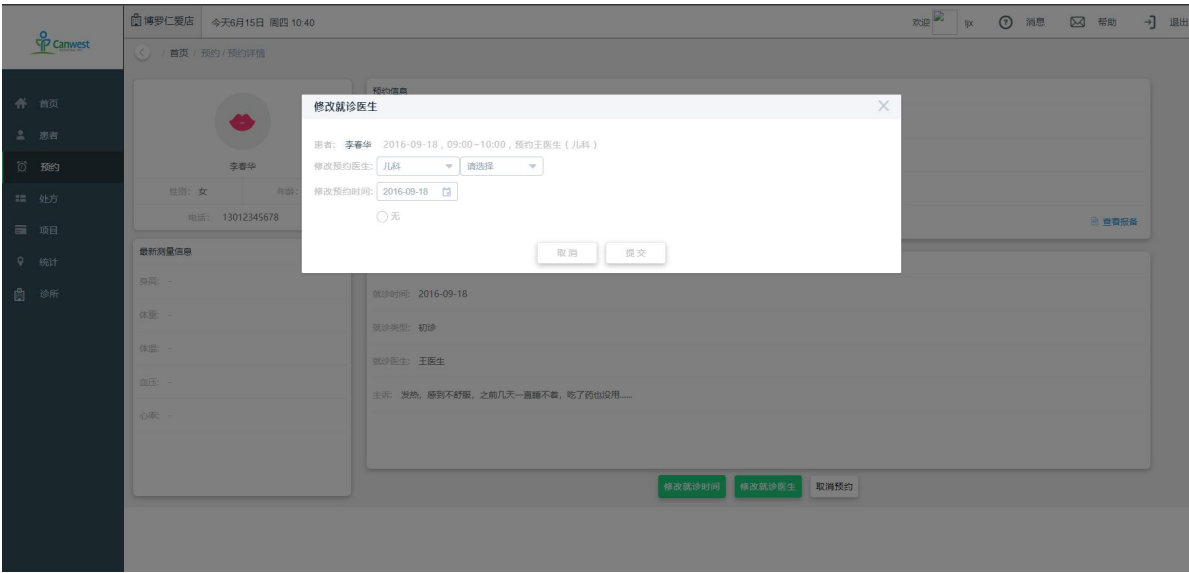 Canwest
博罗仁爱店 今天6月15日 周四 10:40
欢迎 ljx 消息 帮助 退出
/ 首页 / 预约 / 预约详情
首页
患者
预约
处方
项目
统计
诊所
李春华
性别: 女 年龄:
电话: 13012345678
最新测量信息
身高: -
体重: -
体温: -
血压: -
心率: -
预约信息
修改就诊医生
患者: 李春华 2016-09-18 , 09:00~10:00 , 预约王医生 ( 儿科 )
修改预约医生: 儿科 请选择
修改预约时间: 2016-09-18
无
取消 提交
查看报备
就诊时间: 2016-09-18
就诊类型: 初诊
就诊医生: 王医生
主诉: 发热，感到不舒服，之前几天一直睡不着，吃了药也没用......
修改就诊时间 修改就诊医生 取消预约